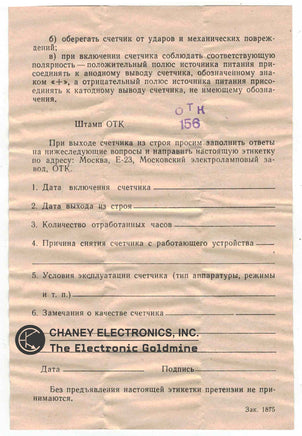 б) оберегать счетчик от ударов и механических повреж-
дений;
в) при включении счетчика соблюдать соответствующую
полярность — положительный полюс источника питания при-
соединять к анодному выводу счетчика, обозначенному зна-
ком «+», а отрицательный полюс источника питания присо-
единять к катодному выводу счетчика, не имеющему обозна-
чения.
ОТК
Штамп ОТК
156
При выходе счетчика из строя просим заполнить ответы
на нижеследующие вопросы и направить настоящую этикетку
по адресу: Москва, Е-23, Московский электроламповый за-
вод, ОТК.
1. Дата включения счетчика
2. Дата выхода из строя
3. Количество отработанных часов
4. Причина снятия счетчика с работающего устройства
5. Условия эксплуатации счетчика (тип аппаратуры, режимы
и т. п.)
6. Замечания о качестве счетчика
CHANEY ELECTRONICS, INC.
The Electronic Goldmine
Дата
Подпись
Без предъявления настоящей этикетки претензии не при-
нимаются.
Зак. 1875